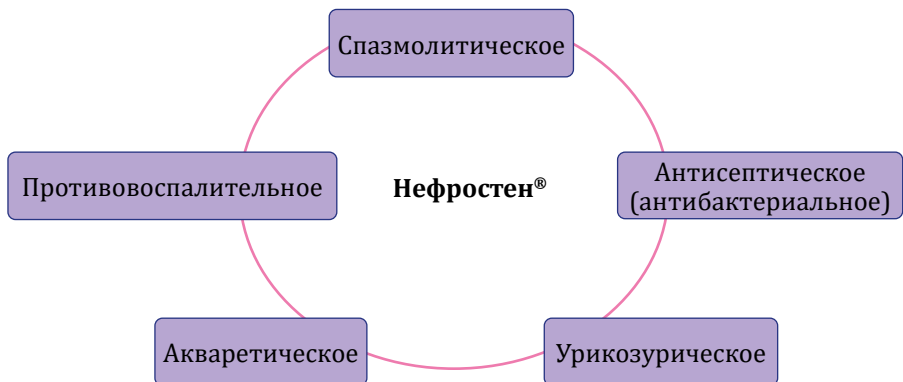 Спазмолитическое
Противовоспалительное
Нефростен®
Антисептическое
(антибактериальное)
Акваретическое
Урикозурическое